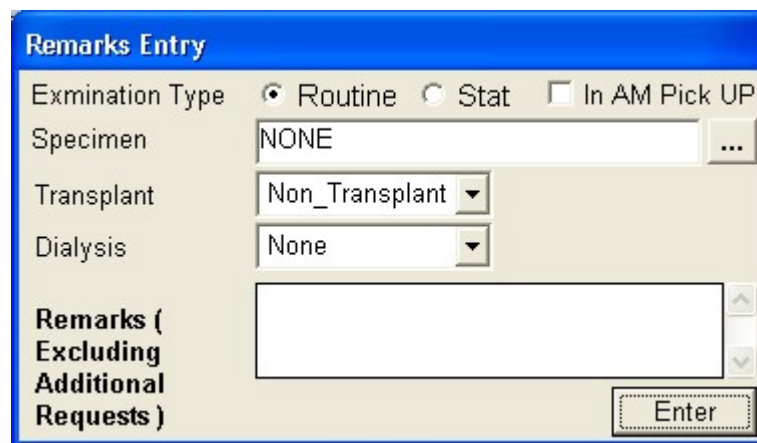 Remarks Entry
Exmination Type Routine Stat In AM Pick UP
Specimen NONE ...
Transplant Non_Transplant
Dialysis None
Remarks (
Excluding
Additional
Requests )
Enter